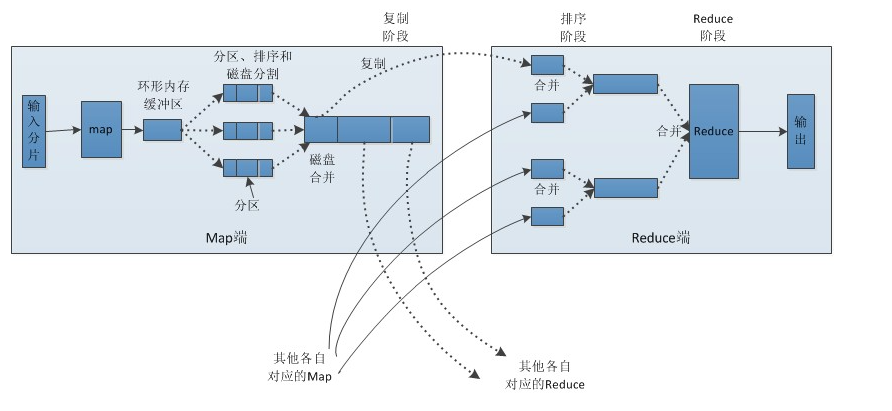 复制
阶段
排序
阶段
Reduce
阶段
分区、排序和
磁盘分割
复制
环形内存
缓冲区
合并
输入分片
map
磁盘
合并
合并
Reduce
输出
合并
分区
Map端
Reduce端
其他各自
对应的Map
其他各自
对应的Reduce